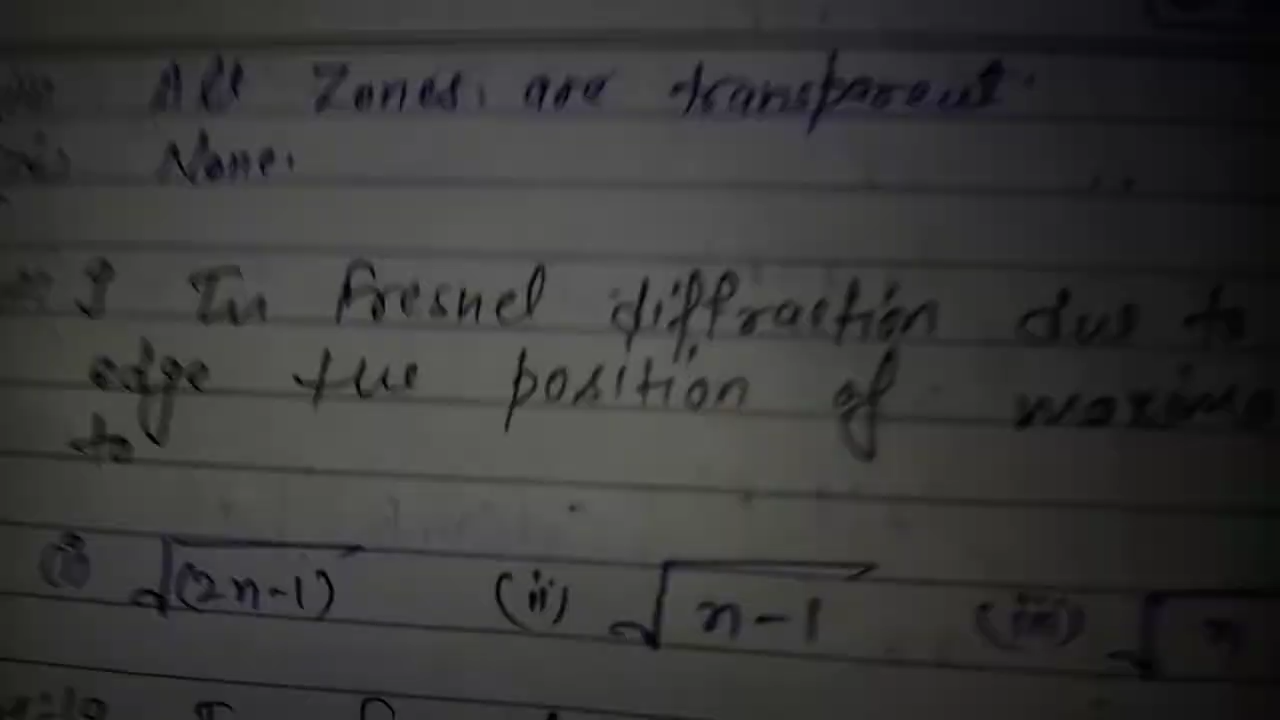 All Zones are transparent.
None.
In Fresnel diffraction due to
edge the position of maxima
to
(i) √(2n-1) (ii) √n-1 (iii) √n